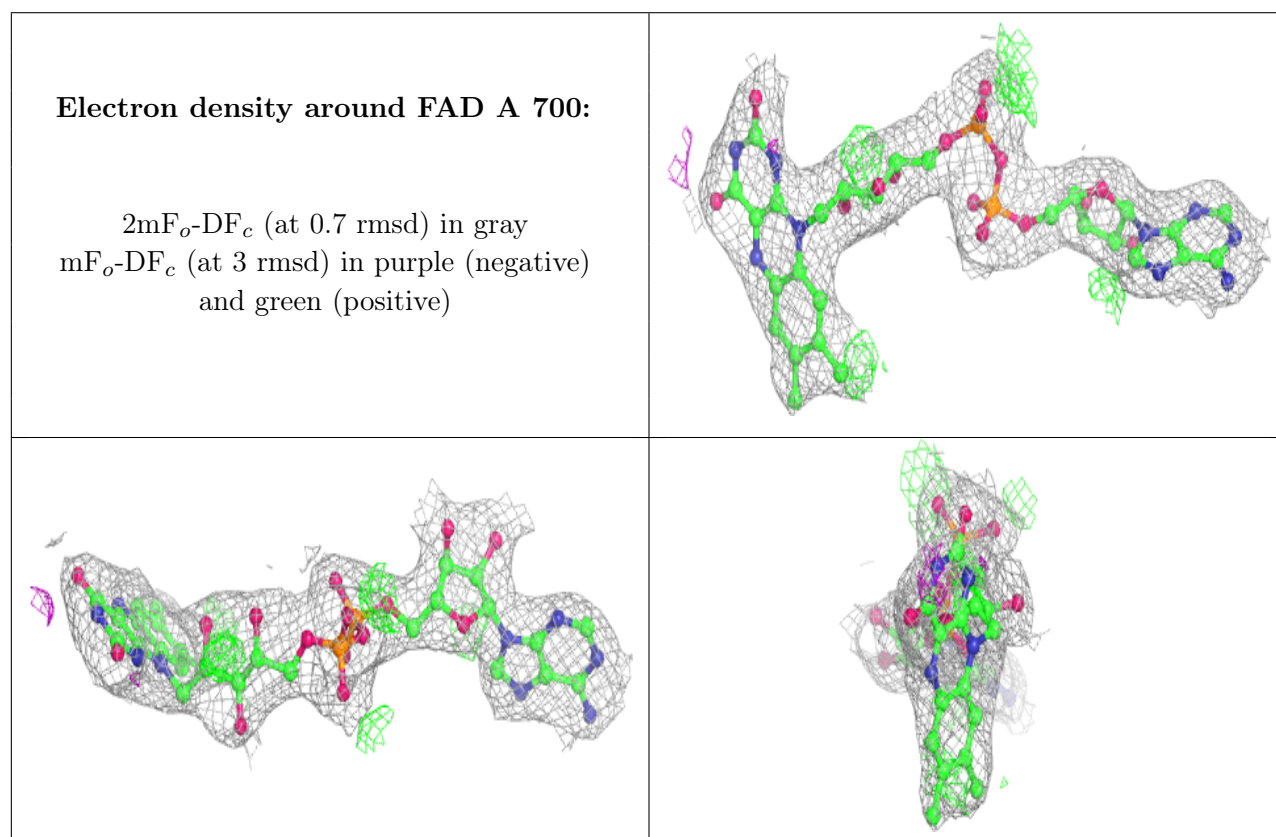 Electron density around FAD A 700:
2mFo-DFc (at 0.7 rmsd) in gray
mFo-DFc (at 3 rmsd) in purple (negative)
and green (positive)